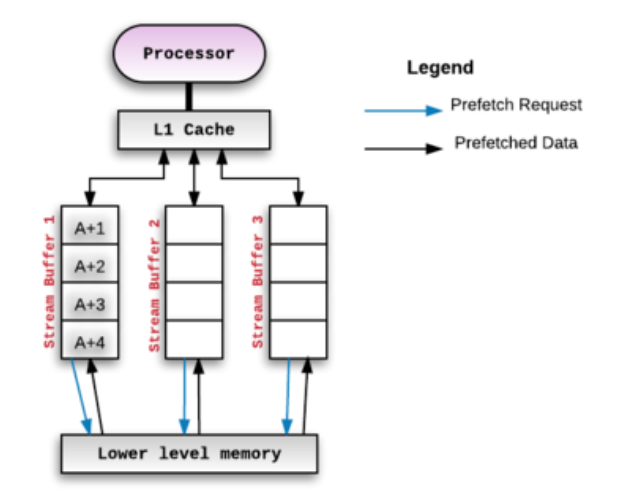 Processor
Legend
Prefetch Request
L1 Cache
Prefetched Data
Stream Buffer 1
A+1
A+2
A+3
A+4
Stream Buffer 2
Stream Buffer 3
Lower level memory